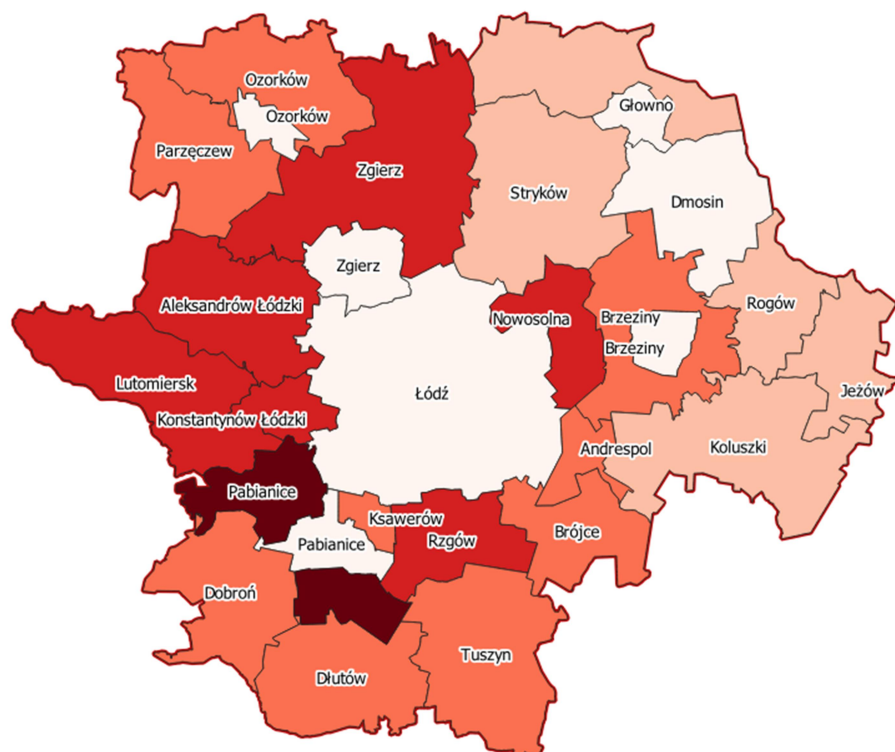 Ozorków
Ozorków
Głowno
Parzęczew
Zgierz
Stryków
Dmosin
Zgierz
Aleksandrów Łódzki
Nowosolna
Brzeziny
Rogów
Brzeziny
Lutomiersk
Łódź
Jeżów
Konstantynów Łódzki
Andrespol
Koluszki
Pabianice
Ksawerów
Brójce
Rzgów
Pabianice
Dobroń
Tuszyn
Dłutów